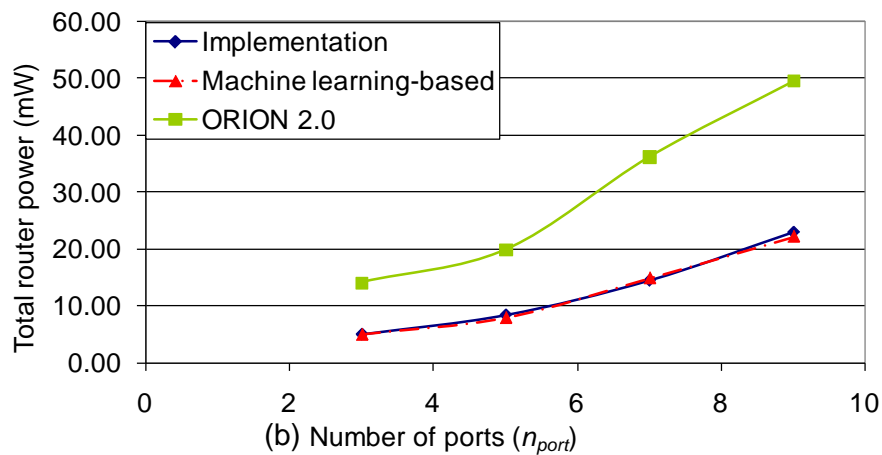 60.00
50.00
40.00
30.00
20.00
10.00
0.00
Total router power (mW)
Implementation
Machine learning-based
ORION 2.0
0 2 4 6 8 10
(b) Number of ports (n_port)